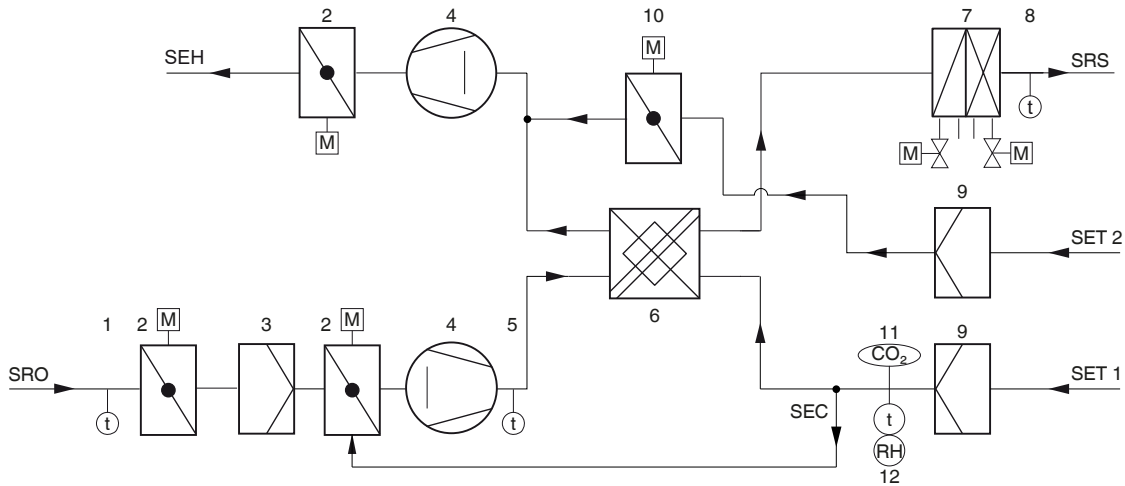 2 4 10 7 8
M
SEH SRS
t
M
M M
9
SET 2
6
1 2 M 3 2 M 4 5 11 9
CO₂
SRO SET 1
SEC
t t t
RH
12